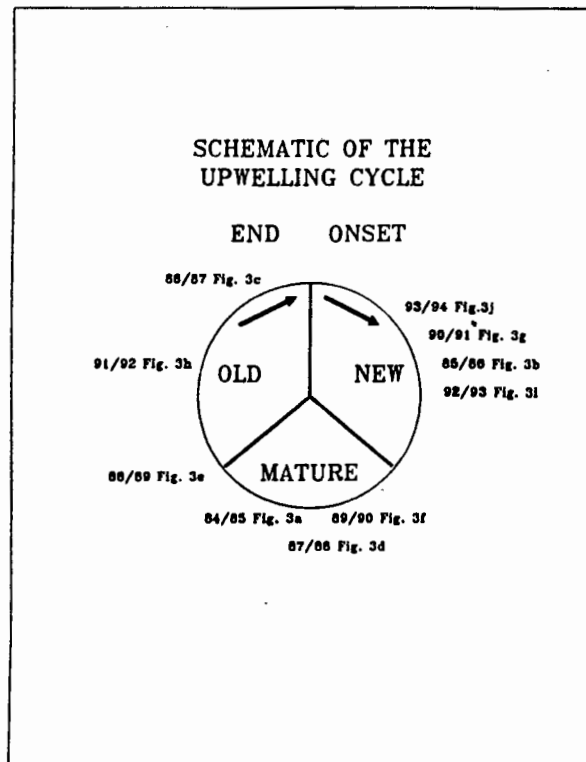 SCHEMATIC OF THE
UPWELLING CYCLE
END ONSET
86/87 Fig. 3c
93/94 Fig.3j
90/91 Fig. 3g
91/92 Fig. 3h
OLD
NEW
85/86 Fig. 3b
92/93 Fig. 3i
88/89 Fig. 3e
MATURE
84/85 Fig. 3a
89/90 Fig. 3f
87/88 Fig. 3d